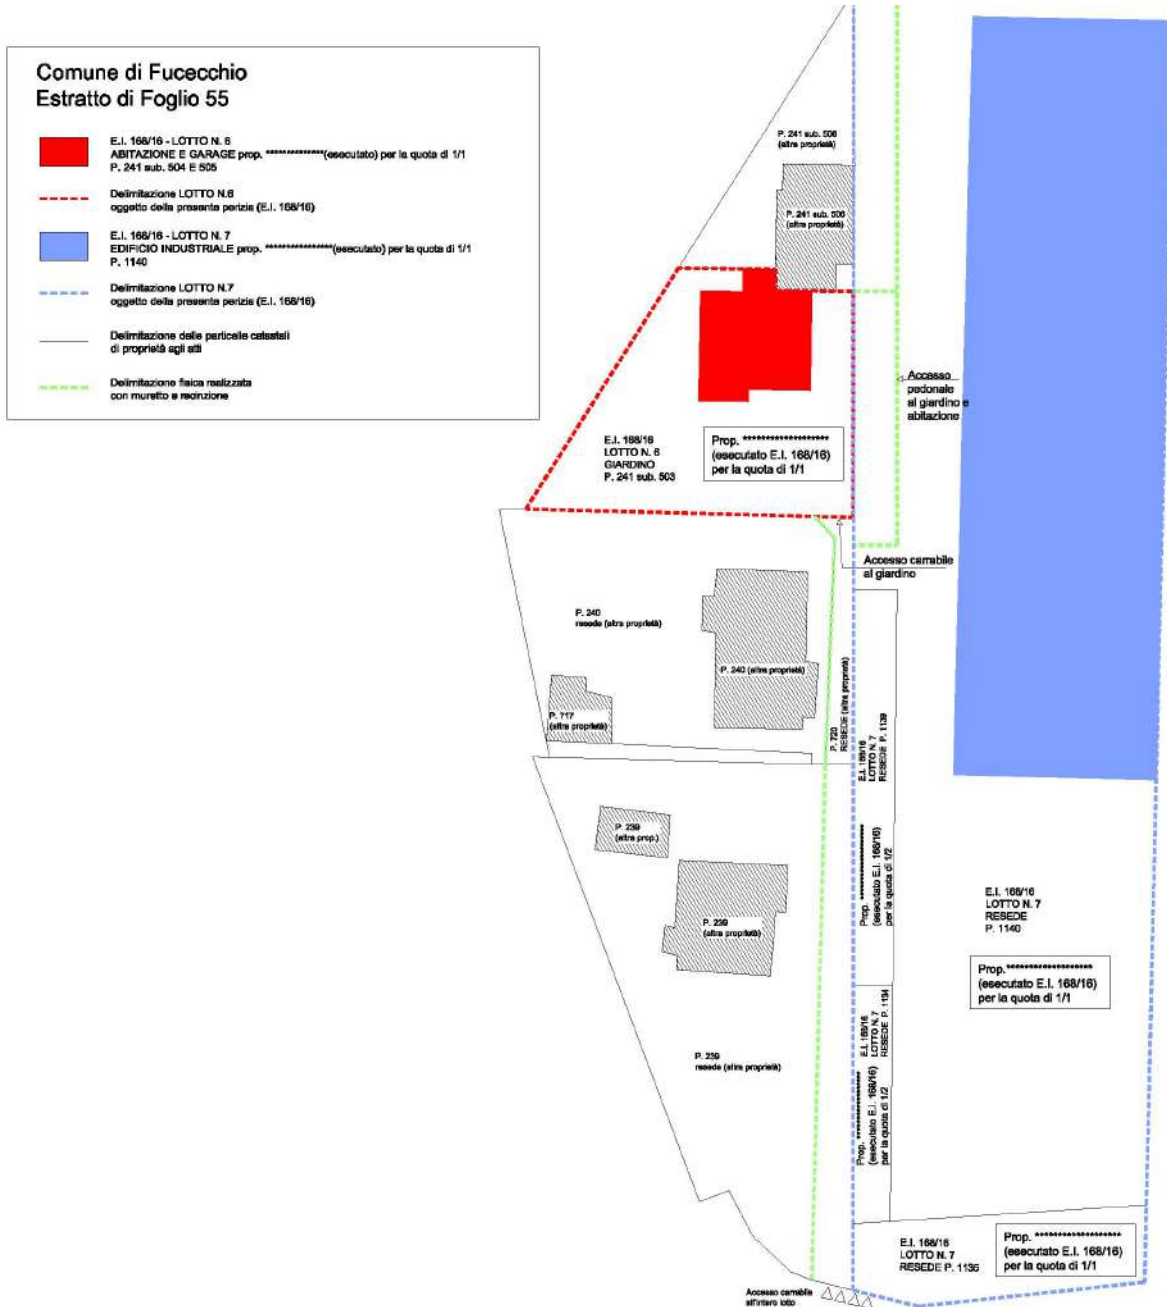 Comune di Fucecchio
Estratto di Foglio 55
E.I. 168/16 - LOTTO N. 6
ABITAZIONE E GARAGE prop. **************(esecutato) per la quota di 1/1
P. 241 sub. 504 E 505
Delimitazione LOTTO N.6
oggetto della presente perizia (E.I. 168/16)
E.I. 168/16 - LOTTO N. 7
EDIFICIO INDUSTRIALE prop. ****************(esecutato) per la quota di 1/1
P. 1140
Delimitazione LOTTO N.7
oggetto della presente perizia (E.I. 168/16)
Delimitazione delle particelle catastali
di proprietà agli atti
Delimitazione fisica realizzata
con muretto e recinzione
P. 241 sub. 506
(altra proprietà)
P. 241 sub. 506
(altra proprietà)
Accesso
pedonale
al giardino e
abitazione
E.I. 168/16
LOTTO N. 6
GIARDINO
P. 241 sub. 503
Prop. *******************
(esecutato E.I. 168/16)
per la quota di 1/1
Accesso carrabile
al giardino
P. 240
resede (altra proprietà)
P. 240 (altra proprietà)
P. 717
(altra proprietà)
P. 720
RESEDE (altra proprietà)
E.I. 168/16
LOTTO N. 7
RESEDE P. 1139
Prop. *******************
(esecutato E.I. 168/16)
per la quota di 1/2
P. 239
(altra prop.)
P. 239
(altra proprietà)
E.I. 168/16
LOTTO N. 7
RESEDE
P. 1140
Prop. *******************
(esecutato E.I. 168/16)
per la quota di 1/1
E.I. 168/16
LOTTO N. 7
RESEDE P. 1134
Prop. *******************
(esecutato E.I. 168/16)
per la quota di 1/2
P. 239
resede (altra proprietà)
E.I. 168/16
LOTTO N. 7
RESEDE P. 1135
Prop. *******************
(esecutato E.I. 168/16)
per la quota di 1/1
Accesso carrabile
all'intero lotto